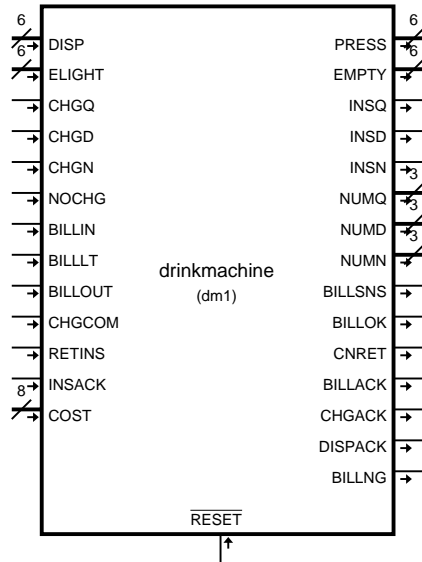 6 6
DISP PRESS
6 6
ELIGHT EMPTY
CHGQ INSQ
CHGD INSD
CHGN INSN
3
NOCHG NUMQ
3
BILLIN NUMD
3
BILLLT NUMN
drinkmachine
BILLOUT BILLSNS
(dm1)
CHGCOM BILLOK
RETINS CNRET
INSACK BILLACK
8
COST CHGACK
DISPACK
BILLNG
RESET